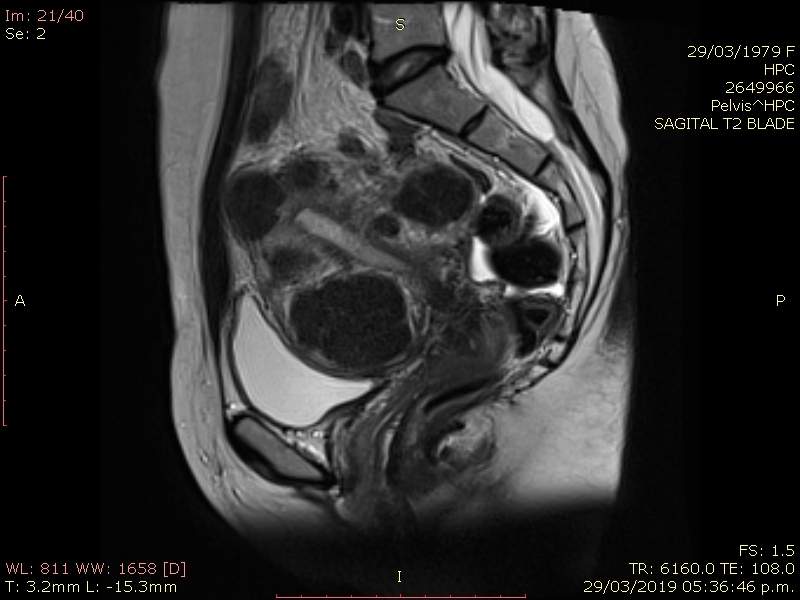 Im: 21/40
Se: 2
S
29/03/1979 F
HPC
2649966
Pelvis^HPC
SAGITAL T2 BLADE
A
P
WL: 811 WW: 1658 [D]
T: 3.2mm L: -15.3mm
I
FS: 1.5
TR: 6160.0 TE: 108.0
29/03/2019 05:36:46 p.m.